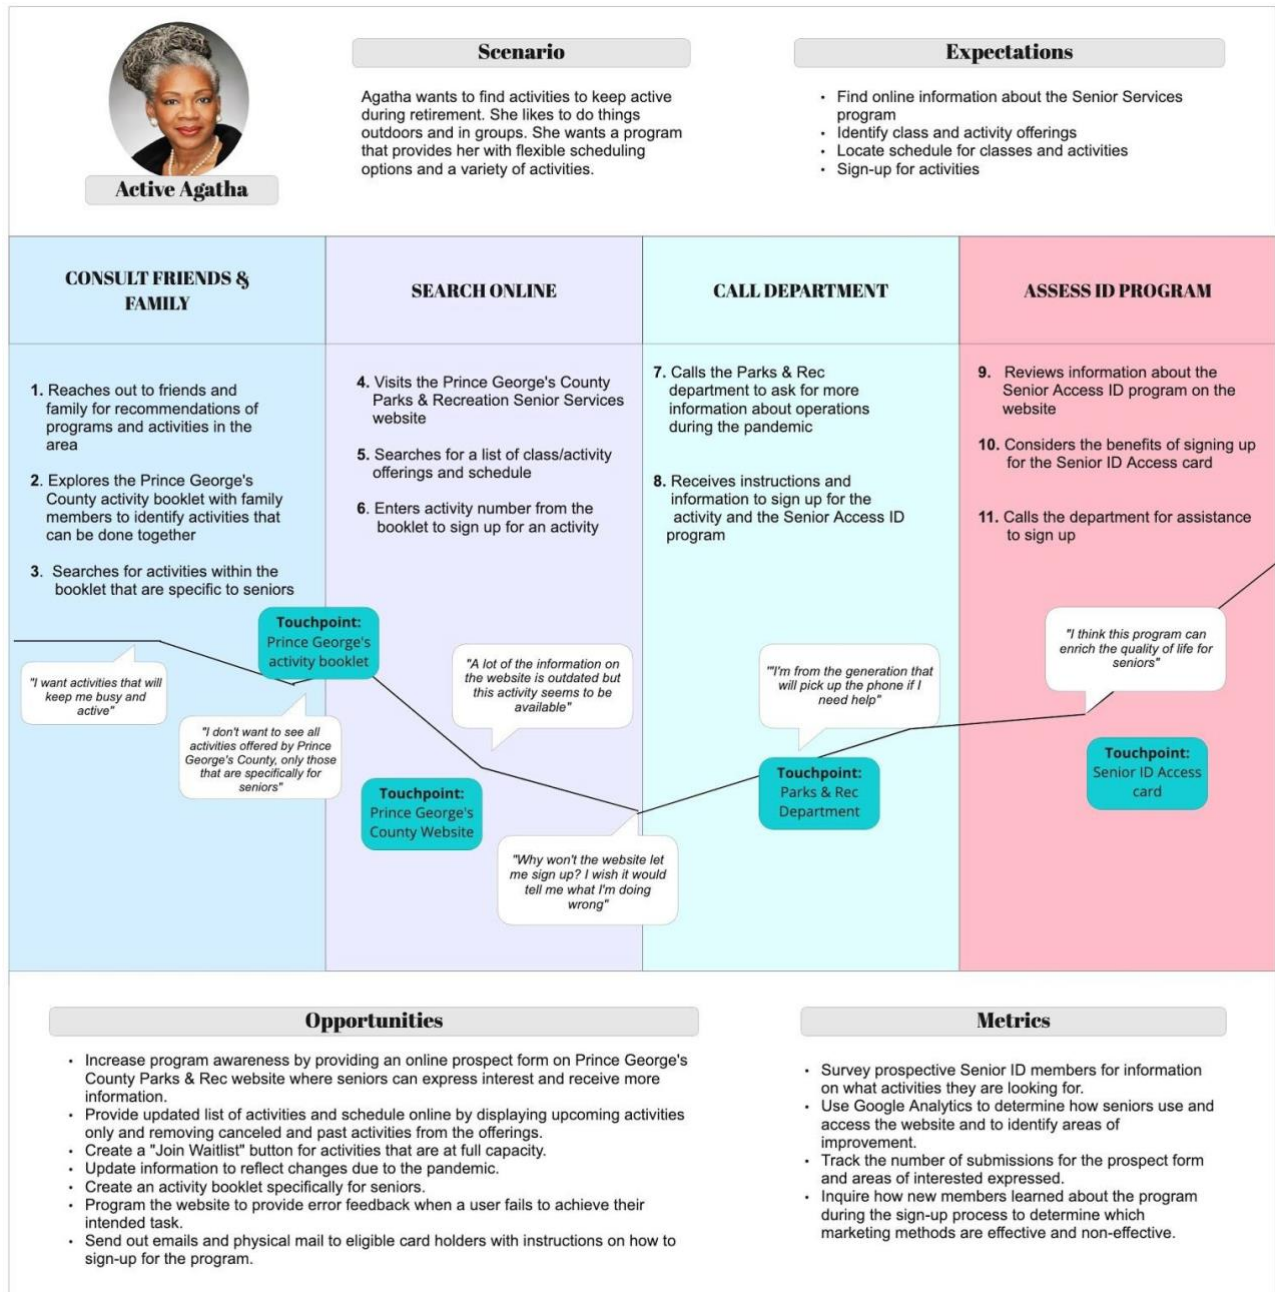 Active Agatha
Scenario
Agatha wants to find activities to keep active
during retirement. She likes to do things
outdoors and in groups. She wants a program
that provides her with flexible scheduling
options and a variety of activities.
Expectations
• Find online information about the Senior Services
program
• Identify class and activity offerings
• Locate schedule for classes and activities
• Sign-up for activities
CONSULT FRIENDS &
FAMILY
1. Reaches out to friends and
family for recommendations of
programs and activities in the
area
2. Explores the Prince George's
County activity booklet with family
members to identify activities that
can be done together
3. Searches for activities within the
booklet that are specific to seniors
Touchpoint:
Prince George's
activity booklet
"I want activities that will
keep me busy and
active"
"I don't want to see all
activities offered by Prince
George's County, only those
that are specifically for
seniors"
SEARCH ONLINE
4. Visits the Prince George's County
Parks & Recreation Senior Services
website
5. Searches for a list of class/activity
offerings and schedule
6. Enters activity number from the
booklet to sign up for an activity
"A lot of the information on
the website is outdated but
this activity seems to be
available"
Touchpoint:
Prince George's
County Website
"Why won't the website let
me sign up? I wish it would
tell me what I'm doing
wrong"
CALL DEPARTMENT
7. Calls the Parks & Rec
department to ask for more
information about operations
during the pandemic
8. Receives instructions and
information to sign up for the
activity and the Senior Access ID
program
"'I'm from the generation that
will pick up the phone if I
need help"
Touchpoint:
Parks & Rec
Department
ASSESS ID PROGRAM
9. Reviews information about the
Senior Access ID program on the
website
10. Considers the benefits of signing up
for the Senior ID Access card
11. Calls the department for assistance
to sign up
"I think this program can
enrich the quality of life for
seniors"
Touchpoint:
Senior ID Access
card
Opportunities
• Increase program awareness by providing an online prospect form on Prince George's
County Parks & Rec website where seniors can express interest and receive more
information.
• Provide updated list of activities and schedule online by displaying upcoming activities
only and removing canceled and past activities from the offerings.
• Create a "Join Waitlist" button for activities that are at full capacity.
• Update information to reflect changes due to the pandemic.
• Create an activity booklet specifically for seniors.
• Program the website to provide error feedback when a user fails to achieve their
intended task.
• Send out emails and physical mail to eligible card holders with instructions on how to
sign-up for the program.
Metrics
• Survey prospective Senior ID members for information
on what activities they are looking for.
• Use Google Analytics to determine how seniors use and
access the website and to identify areas of
improvement.
• Track the number of submissions for the prospect form
and areas of interested expressed.
• Inquire how new members learned about the program
during the sign-up process to determine which
marketing methods are effective and non-effective.